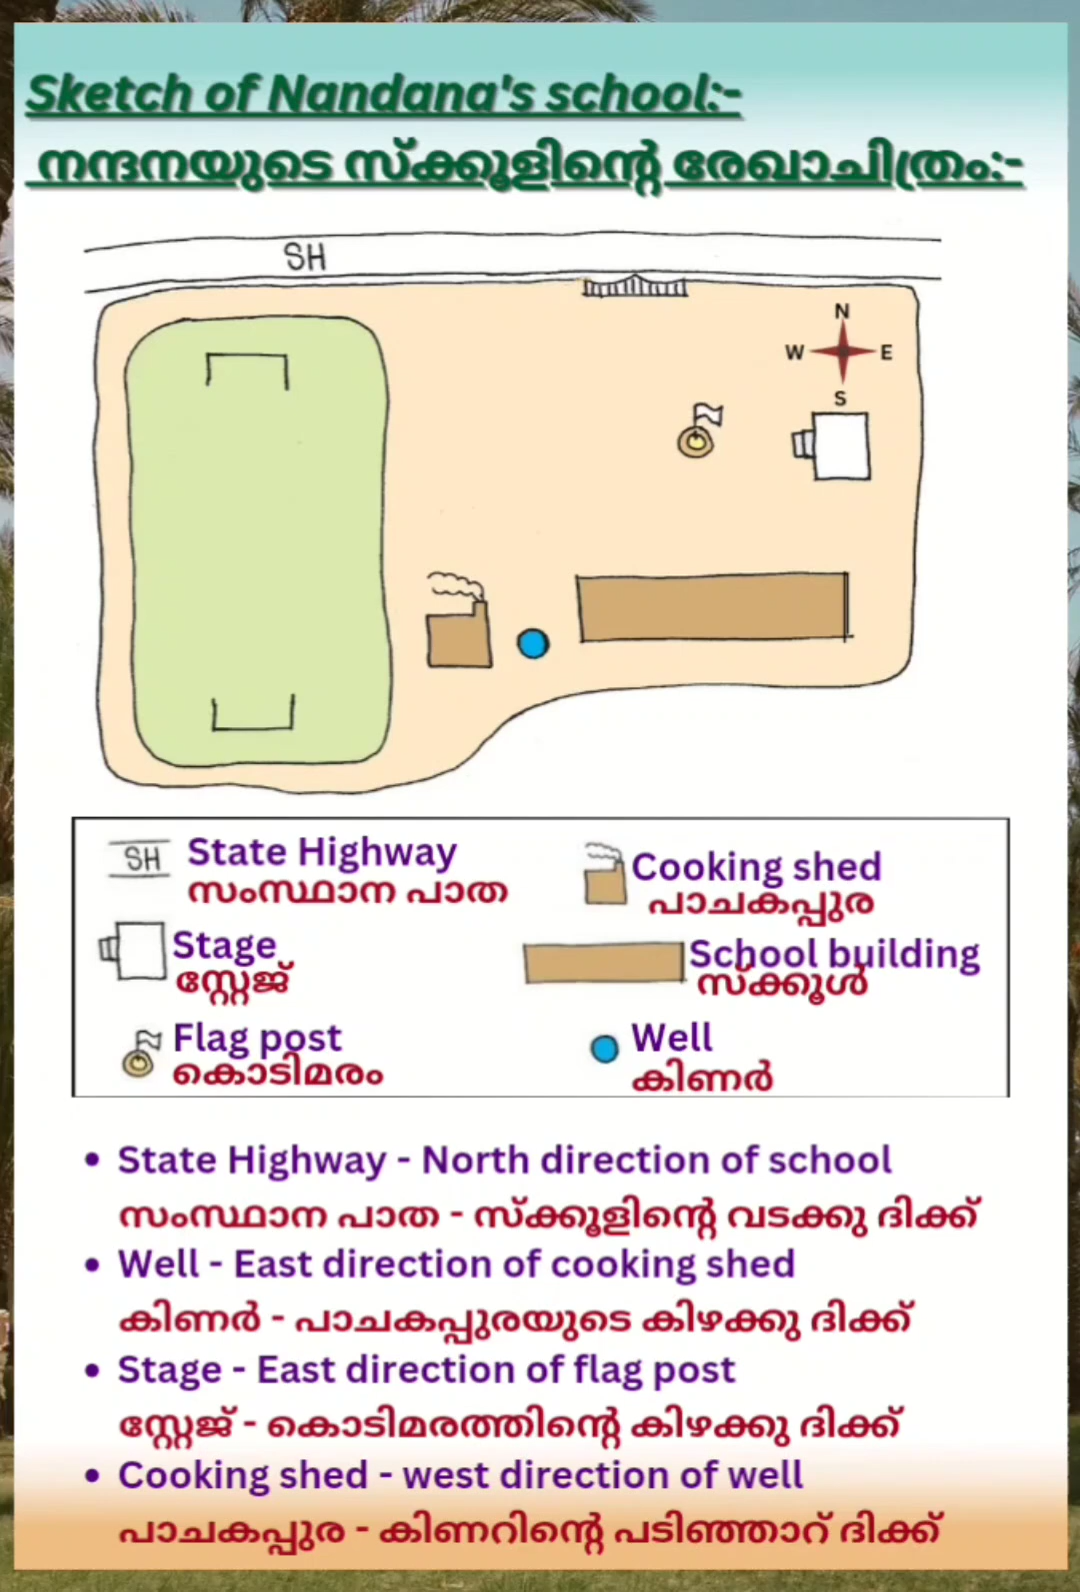 Sketch of Nandana's school:-
നന്ദനയുടെ സ്ക്കൂളിന്റെ രേഖാചിത്രം:-
SH
N
W E
S
SH State Highway
സംസ്ഥാന പാത
Cooking shed
പാചകപ്പുര
Stage
സ്റ്റേജ്
School building
സ്ക്കൂൾ
Flag post
കൊടിമരം
Well
കിണർ
• State Highway - North direction of school
സംസ്ഥാന പാത - സ്ക്കൂളിന്റെ വടക്കു ദിക്ക്
• Well - East direction of cooking shed
കിണർ - പാചകപ്പുരയുടെ കിഴക്കു ദിക്ക്
• Stage - East direction of flag post
സ്റ്റേജ് - കൊടിമരത്തിന്റെ കിഴക്കു ദിക്ക്
• Cooking shed - west direction of well
പാചകപ്പുര - കിണറിന്റെ പടിഞ്ഞാറ് ദിക്ക്